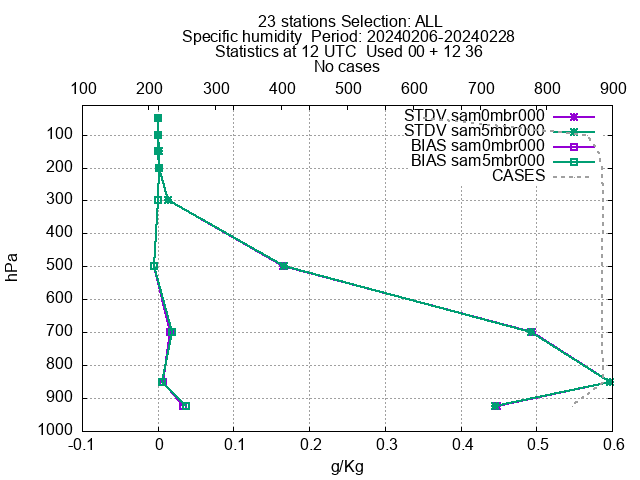 23 stations Selection: ALL
Specific humidity  Period: 20240206-20240228
Statistics at 12 UTC  Used 00 + 12 36
No cases
100 200 300 400 500 600 700 800 900
STDV sam0mbr000
STDV sam5mbr000
BIAS sam0mbr000
BIAS sam5mbr000
CASES
100
200
300
400
500
600
700
800
900
1000
hPa
-0.1 0 0.1 0.2 0.3 0.4 0.5 0.6
g/Kg